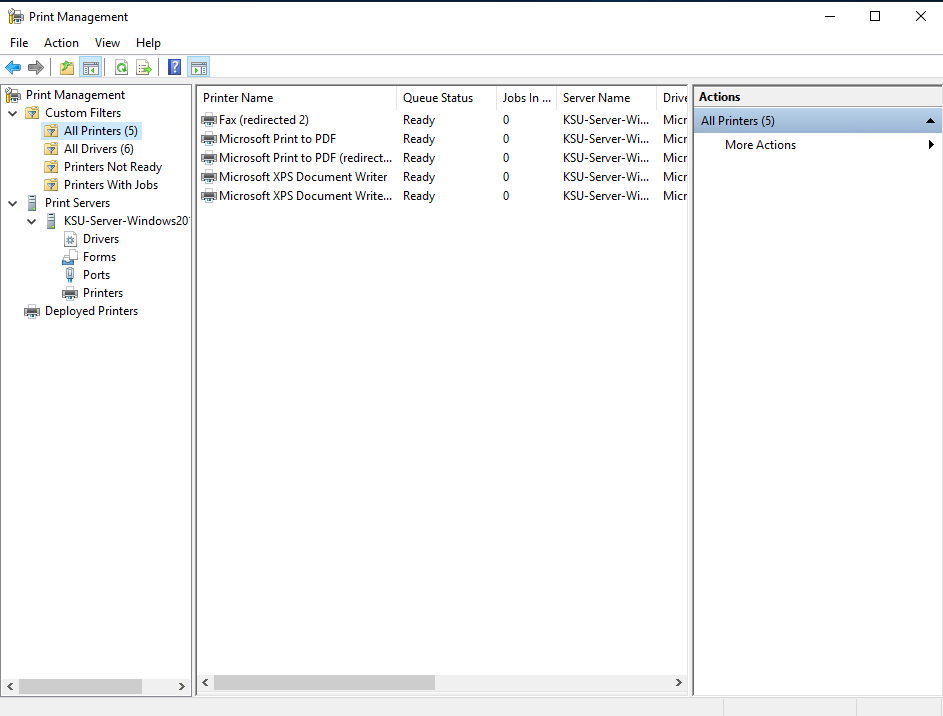 Print Management
File Action View Help
Print Management
Custom Filters
All Printers (5)
All Drivers (6)
Printers Not Ready
Printers With Jobs
Print Servers
KSU-Server-Windows20
Drivers
Forms
Ports
Printers
Deployed Printers
Printer Name Queue Status Jobs In ... Server Name Drive
Fax (redirected 2) Ready 0 KSU-Server-Wi... Micr
Microsoft Print to PDF Ready 0 KSU-Server-Wi... Micr
Microsoft Print to PDF (redirect... Ready 0 KSU-Server-Wi... Micr
Microsoft XPS Document Writer Ready 0 KSU-Server-Wi... Micr
Microsoft XPS Document Write... Ready 0 KSU-Server-Wi... Micr
Actions
All Printers (5)
More Actions